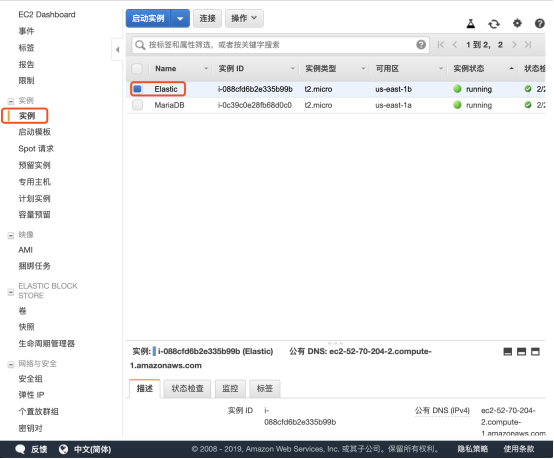 EC2 Dashboard
事件
标签
报告
限制
实例
实例
启动模板
Spot 请求
预留实例
专用主机
计划实例
容量预留
映像
AMI
捆绑任务
ELASTIC BLOCK
STORE
卷
快照
生命周期管理器
网络与安全
安全组
弹性 IP
个置放群组
密钥对
启动实例 连接 操作
按标签和属性筛选，或者按关键字搜索 1 到 2， 2
Name 实例 ID 实例类型 可用区 实例状态 状态检
Elastic i-088cfd6b2e335b99b t2.micro us-east-1b running 2/2
MariaDB i-0c39c0e28fb68d0c0 t2.micro us-east-1a running 2/2
实例: i-088cfd6b2e335b99b (Elastic) 公有 DNS: ec2-52-70-204-2.compute-
1.amazonaws.com
描述 状态检查 监控 标签
实例 ID i-
088cfd6b2e335b99b
公有 DNS (IPv4) ec2-52-70-
204-2.compute-
1.amazonaws.com
反馈 中文(简体) © 2008 - 2019, Amazon Web Services, Inc. 或其子公司。保留所有权利。 隐私策略 使用条款